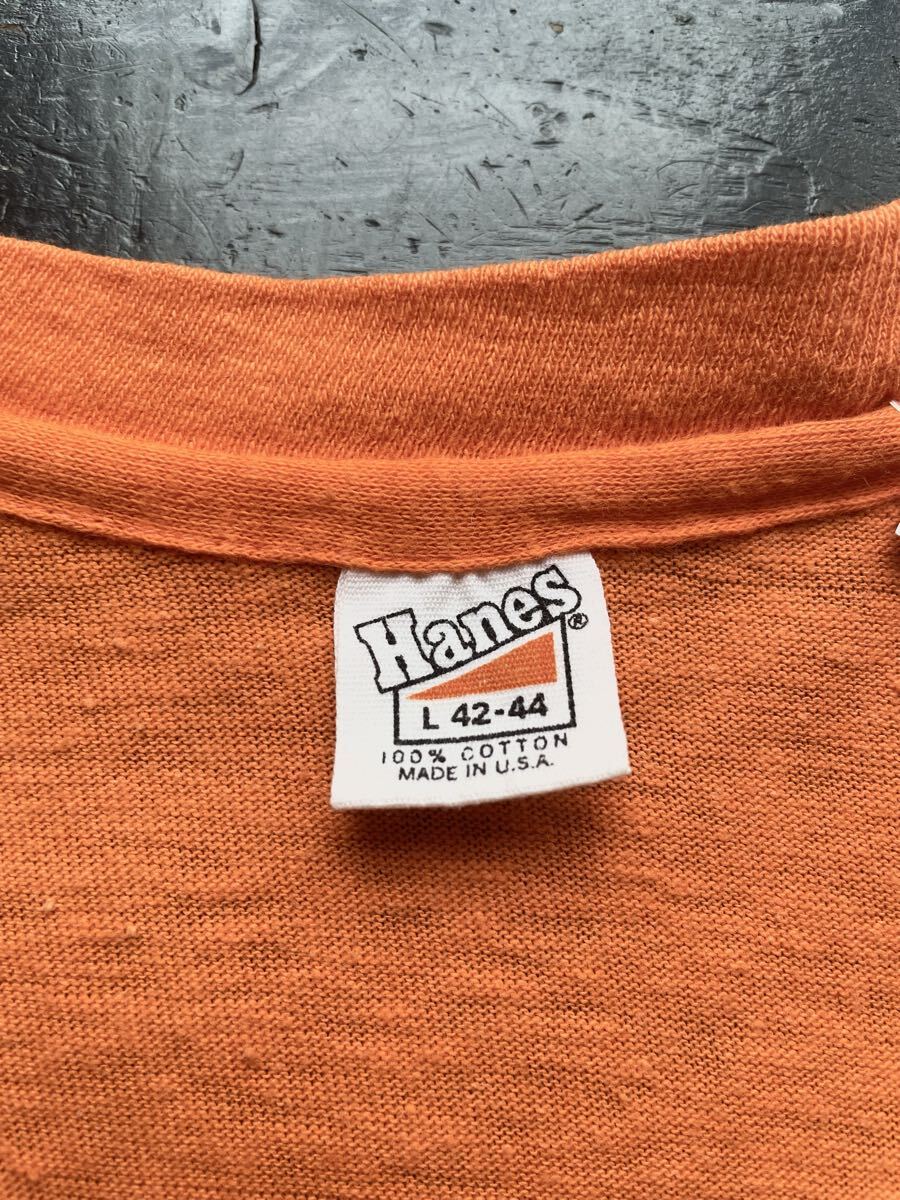 Hanes®
L 42-44
100% COTTON
MADE IN U.S.A.